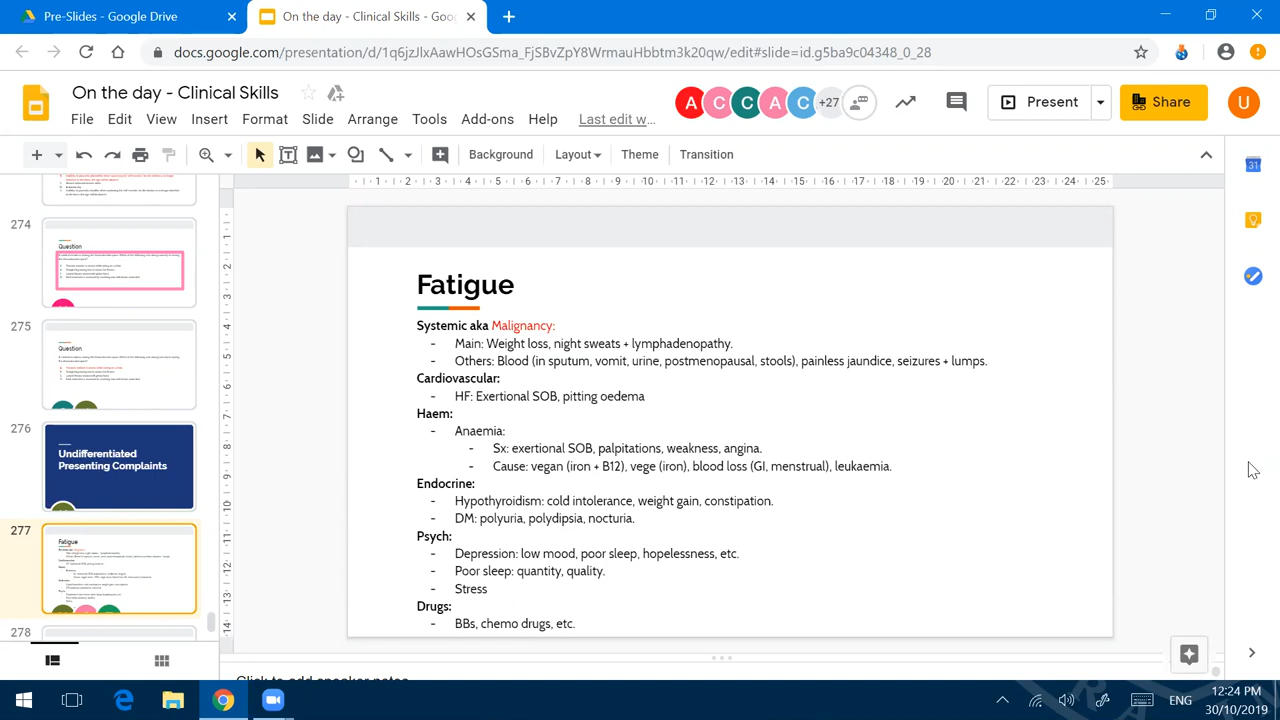 Pre-Slides - Google Drive
On the day - Clinical Skills - Goo
docs.google.com/presentation/d/1q6jzJlxAawHOsGSma_FjSBvZpY8WrmauHbbtm3k20qw/edit#slide=id.g5ba9c04348_0_28
On the day - Clinical Skills
A C C A C +27
Present
Share
U
File Edit View Insert Format Slide Arrange Tools Add-ons Help Last edit w...
Background Layout Theme Transition
31
274
Question
275
Question
276
Undifferentiated
Presenting Complaints
277
Fatigue
278
Fatigue
Systemic aka Malignancy:
- Main: Weight loss, night sweats + lymphadenopathy.
- Others: Blood (in sputum, vomit, urine, postmenopausal, stools), painless jaundice, seizures + lumps.
Cardiovascular:
- HF: Exertional SOB, pitting oedema
Haem:
- Anaemia:
- Sx: exertional SOB, palpitations, weakness, angina.
- Cause: vegan (iron + B12), vege (iron), blood loss (GI, menstrual), leukaemia.
Endocrine:
- Hypothyroidism: cold intolerance, weight gain, constipation.
- DM: polyuria, polydipsia, nocturia.
Psych:
- Depression: low mood, poor sleep, hopelessness, etc.
- Poor sleep: quantity, quality.
- Stress
Drugs:
- BBs, chemo drugs, etc.
Click to add speaker notes
ENG
12:24 PM
30/10/2019